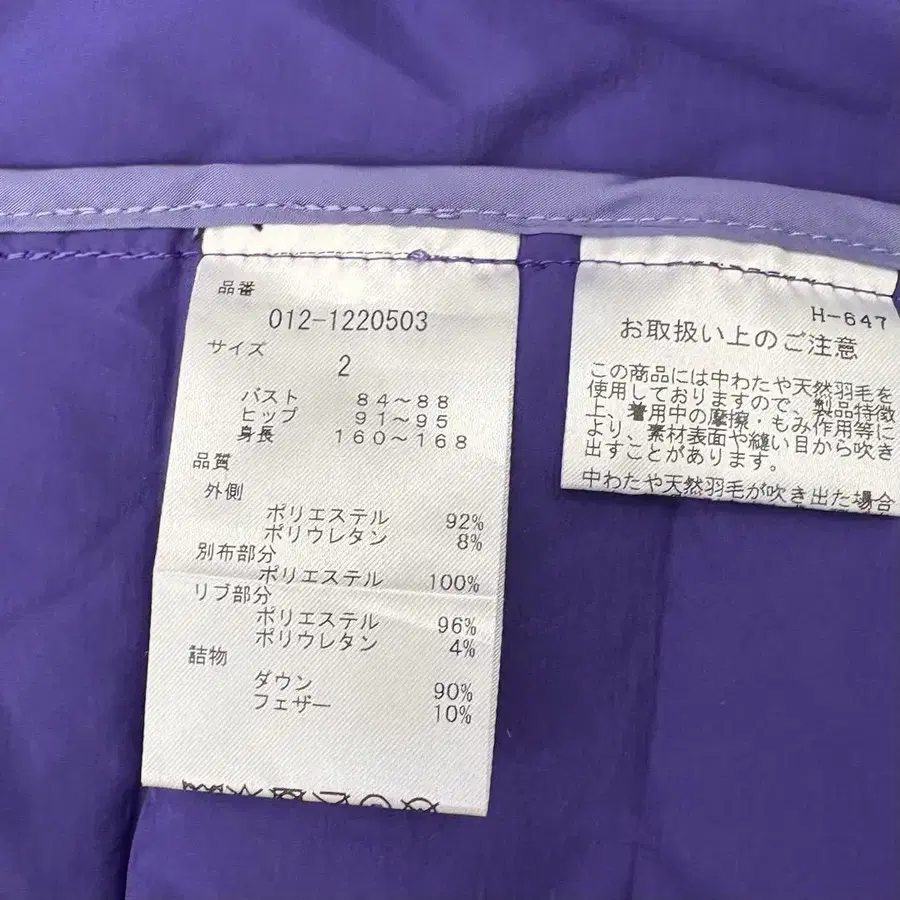 品番
012-1220503
サイズ
2
バスト 84～88
ヒップ 91～95
身長 160～168
品質
外側
ポリエステル 92%
ポリウレタン 8%
別布部分
ポリエステル 100%
リブ部分
ポリエステル 96%
ポリウレタン 4%
詰物
ダウン 90%
フェザー 10%
H-647
お取扱い上のご注意
この商品には中わたや天然羽毛を
使用しておりますので、製品特徴
上、着用中の摩擦・もみ作用等に
より、素材表面や縫い目から吹き
出すことがあります。
中わたや天然羽毛が吹き出た場合